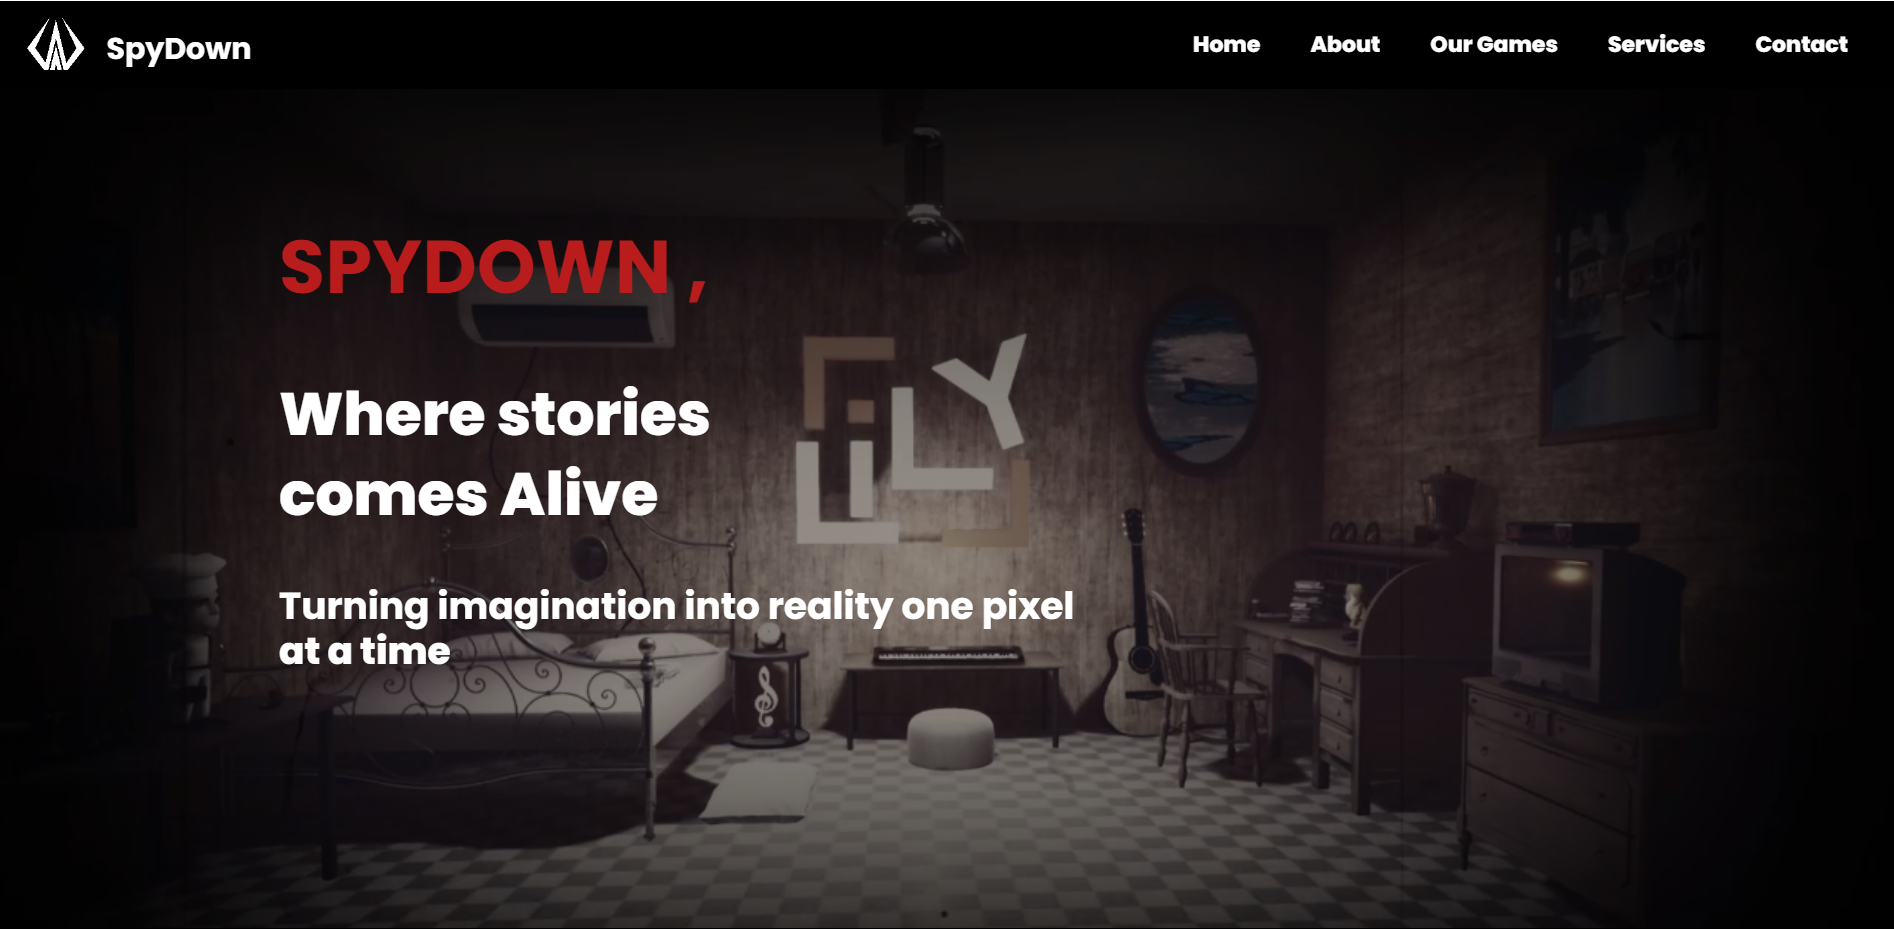 SpyDown
Home About Our Games Services Contact
SPYDOWN ,
Where stories
comes Alive
LiLY
Turning imagination into reality one pixel
at a time